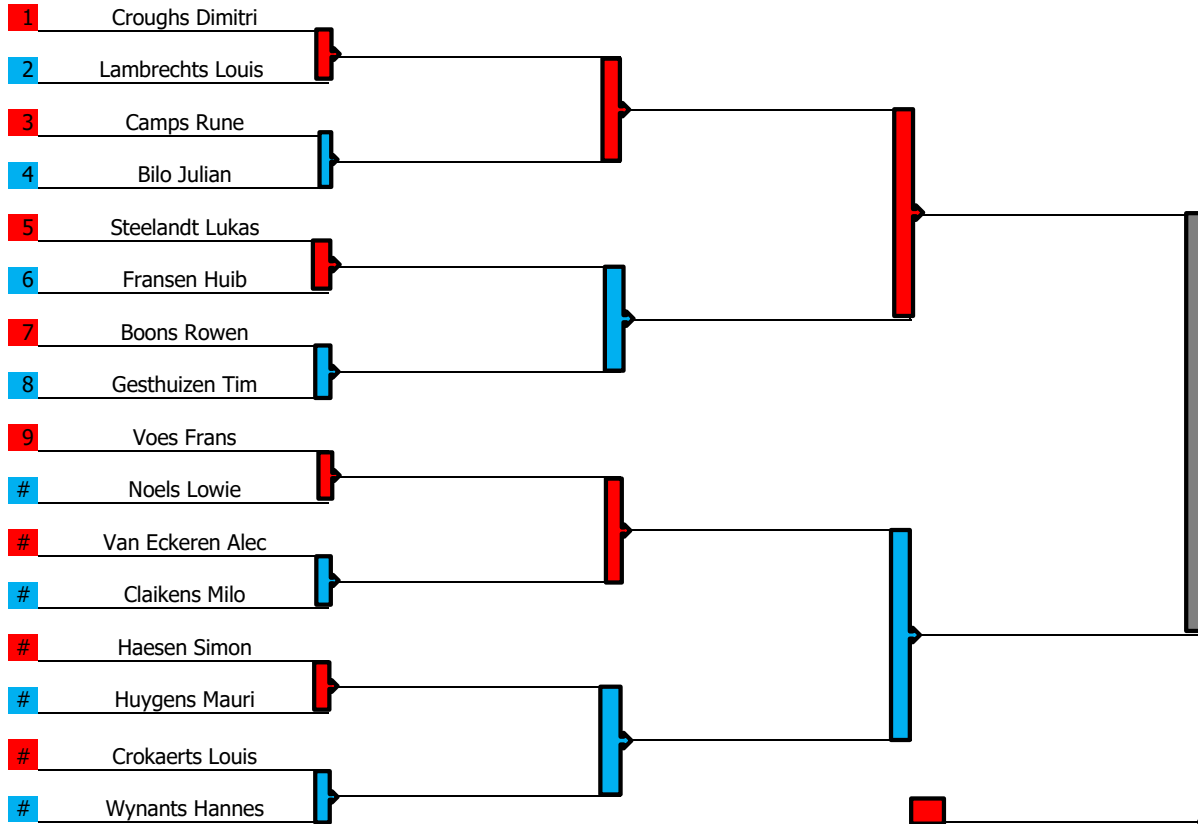 1 Croughs Dimitri
2 Lambrechts Louis
3 Camps Rune
4 Bilo Julian
5 Steelandt Lukas
6 Fransen Huib
7 Boons Rowen
8 Gesthuizen Tim
9 Voes Frans
# Noels Lowie
# Van Eckeren Alec
# Claikens Milo
# Haesen Simon
# Huygens Mauri
# Crokaerts Louis
# Wynants Hannes